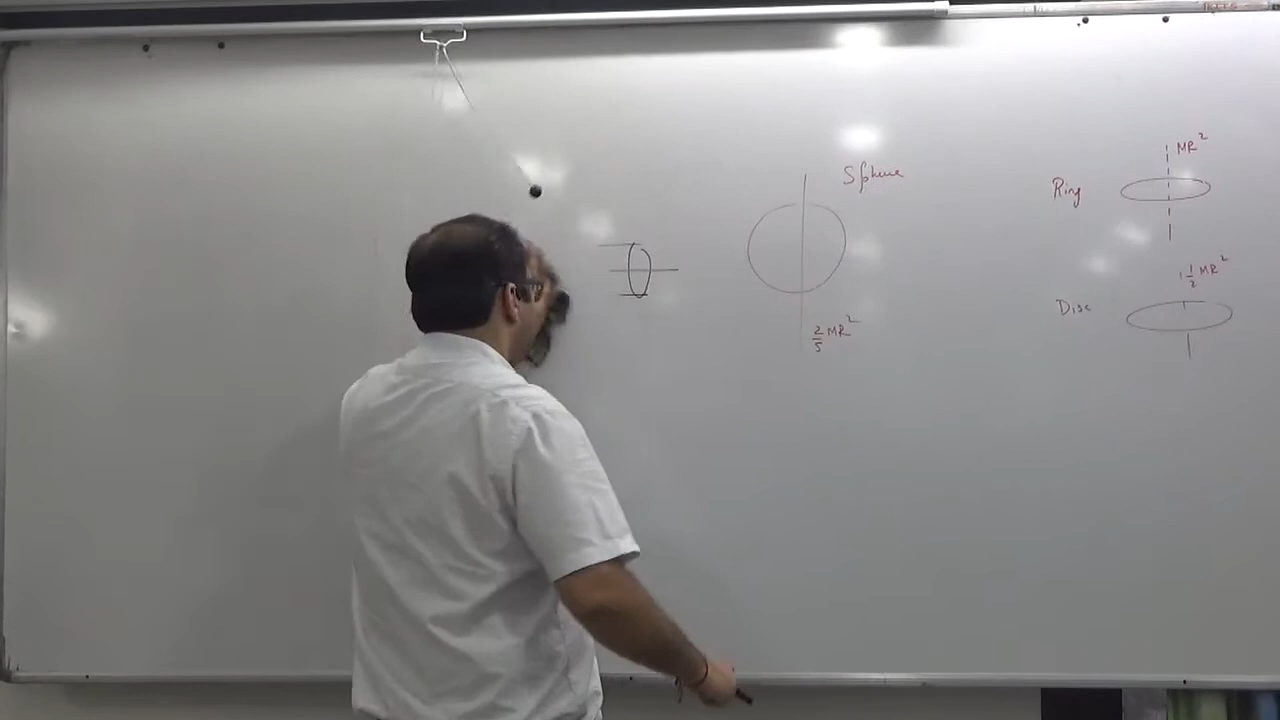 Sphere
2/5 MR²
Ring
MR²
Disc
1/2 MR²